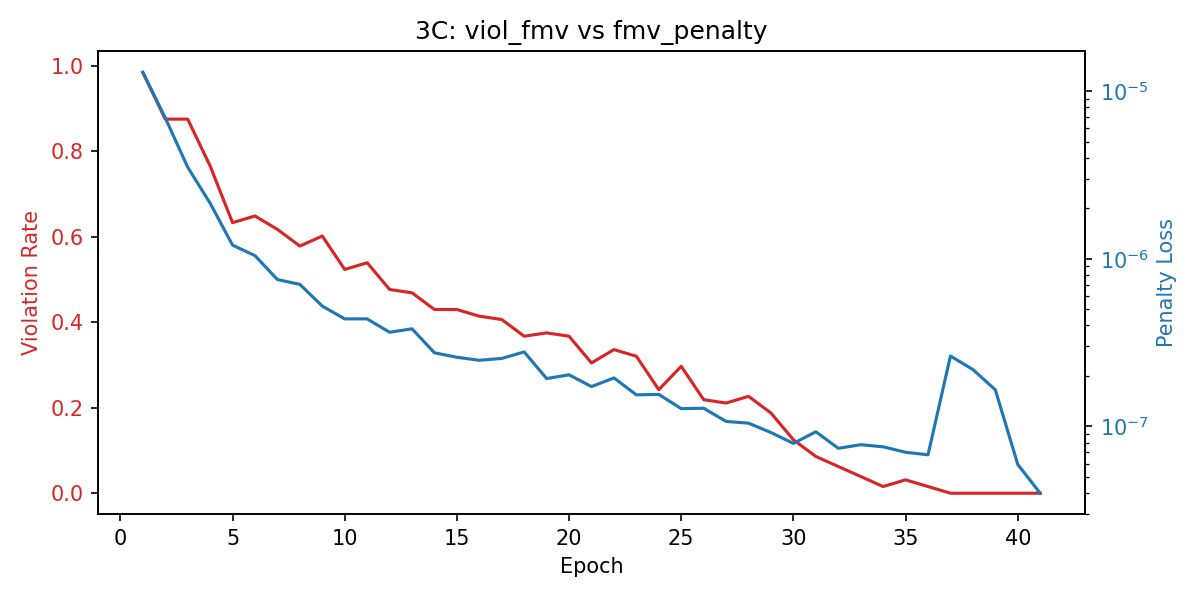 3C: viol_fmv vs fmv_penalty
1.0
0.8
0.6
0.4
0.2
0.0
Violation Rate
10⁻⁵
10⁻⁶
10⁻⁷
Penalty Loss
0 5 10 15 20 25 30 35 40
Epoch